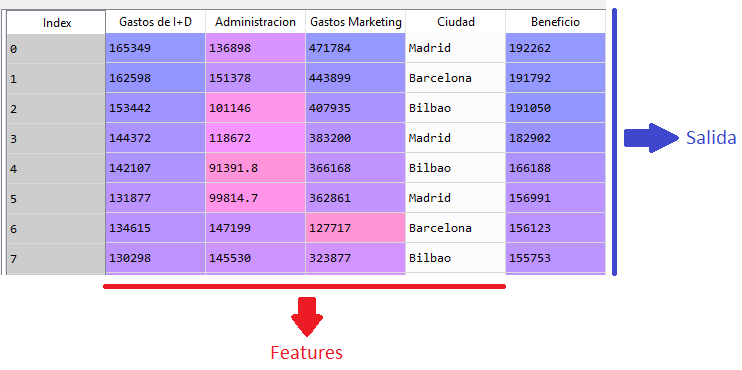 Index Gastos de I+D Administracion Gastos Marketing Ciudad Beneficio
0 165349 136898 471784 Madrid 192262
1 162598 151378 443899 Barcelona 191792
2 153442 101146 407935 Bilbao 191050
3 144372 118672 383200 Madrid 182902
4 142107 91391.8 366168 Bilbao 166188
5 131877 99814.7 362861 Madrid 156991
6 134615 147199 127717 Barcelona 156123
7 130298 145530 323877 Bilbao 155753
Salida
Features